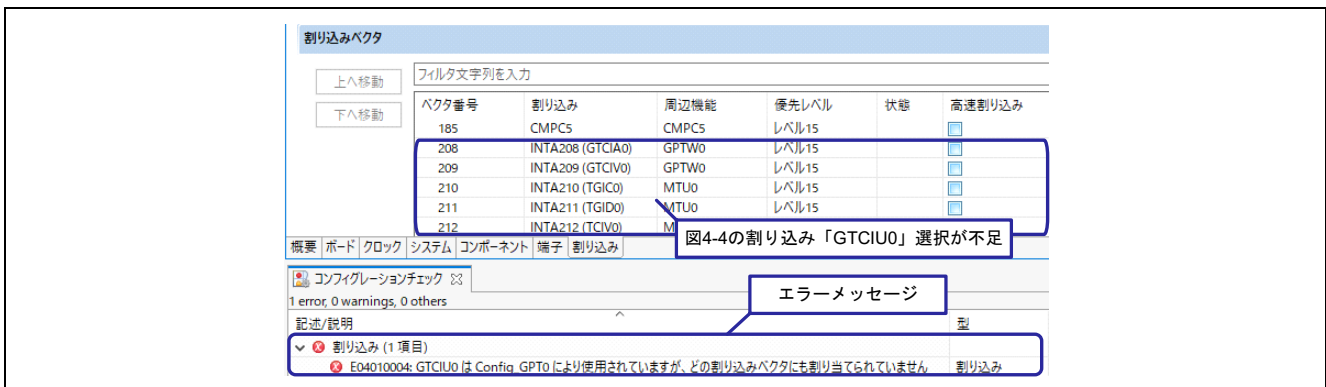 割り込みベクタ
上へ移動
下へ移動
フィルタ文字列を入力
ベクタ番号 割り込み 周辺機能 優先レベル 状態 高速割り込み
185 CMPC5 CMPC5 レベル15
208 INTA208 (GTCIA0) GPTW0 レベル15
209 INTA209 (GTCIV0) GPTW0 レベル15
210 INTA210 (TGIC0) MTU0 レベル15
211 INTA211 (TGID0) MTU0 レベル15
212 INTA212 (TCIV0) M
図4-4の割り込み「GTCIU0」選択が不足
概要 ボード クロック システム コンポーネント 端子 割り込み
コンフィグレーションチェック
1 error, 0 warnings, 0 others
エラーメッセージ
記述/説明 型
割り込み (1 項目)
E04010004: GTCIU0 は Config_GPT0 により使用されていますが、どの割り込みベクタにも割り当てられていません 割り込み